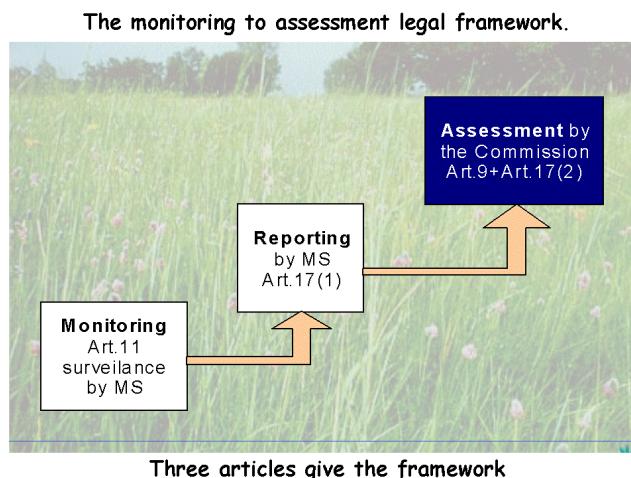 The monitoring to assessment legal framework.
Assessment by
the Commission
Art.9+Art.17(2)
Reporting
by MS
Art.17(1)
Monitoring
Art.11
surveilance
by MS
Three articles give the framework